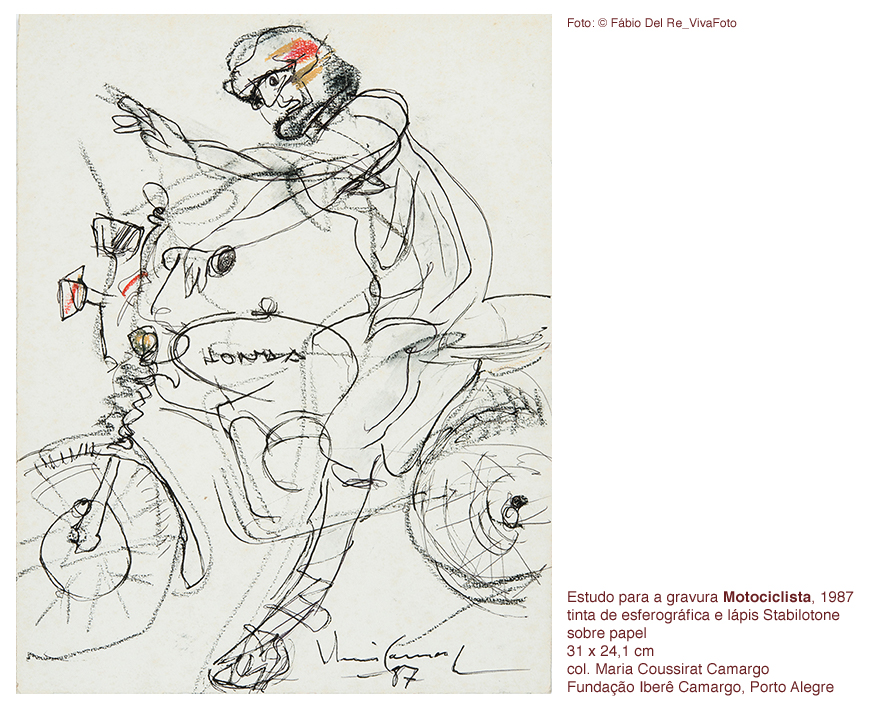 Foto: © Fábio Del Re_VivaFoto
HONDA
87
Estudo para a gravura Motociclista, 1987
tinta de esferográfica e lápis Stabilotone
sobre papel
31 x 24,1 cm
col. Maria Coussirat Camargo
Fundação Iberê Camargo, Porto Alegre